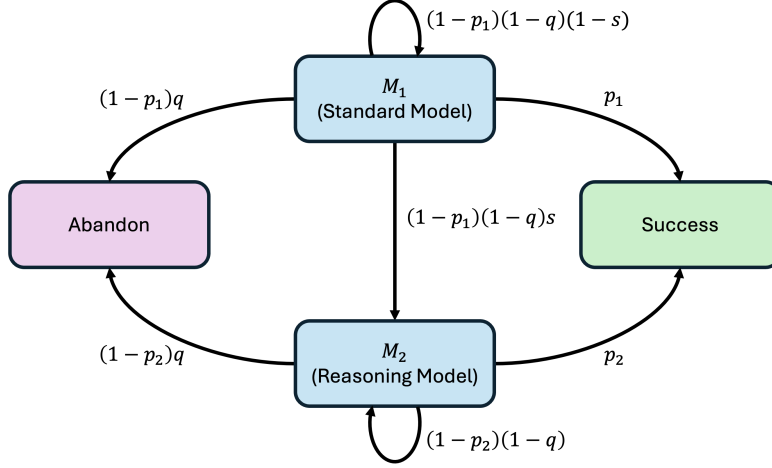 (1 − p₁)(1 − q)(1 − s)
(1 − p₁)q
M₁
(Standard Model)
p₁
Abandon
(1 − p₁)(1 − q)s
Success
(1 − p₂)q
M₂
(Reasoning Model)
p₂
(1 − p₂)(1 − q)